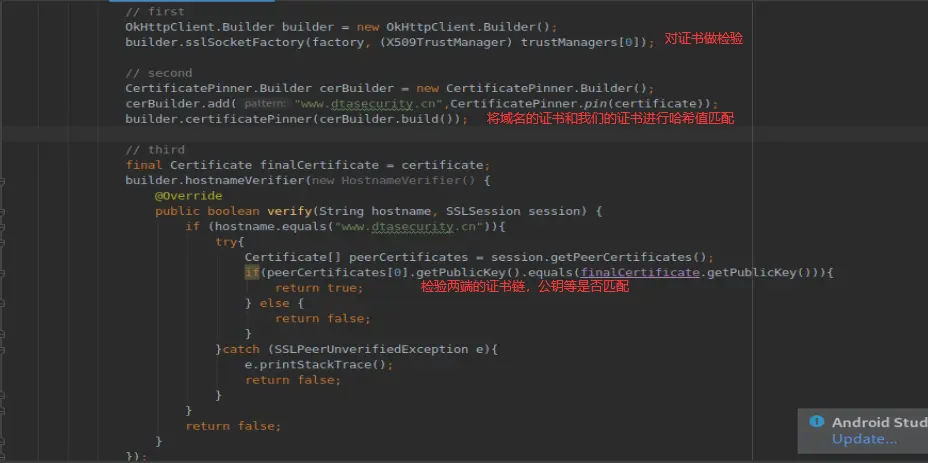 // first
OkHttpClient.Builder builder = new OkHttpClient.Builder();
builder.sslSocketFactory(factory, (X509TrustManager) trustManagers[0]); 对证书做检验
// second
CertificatePinner.Builder cerBuilder = new CertificatePinner.Builder();
cerBuilder.add( pattern: "www.dtasecurity.cn",CertificatePinner.pin(certificate));
builder.certificatePinner(cerBuilder.build()); 将域名的证书和我们的证书进行哈希值匹配
// third
final Certificate finalCertificate = certificate;
builder.hostnameVerifier(new HostnameVerifier() {
@Override
public boolean verify(String hostname, SSLSession session) {
if (hostname.equals("www.dtasecurity.cn")){
try{
Certificate[] peerCertificates = session.getPeerCertificates();
if(peerCertificates[0].getPublicKey().equals(finalCertificate.getPublicKey())){
return true; 检验两端的证书链，公钥等是否匹配
} else {
return false;
}
}catch (SSLPeerUnverifiedException e){
e.printStackTrace();
return false;
}
}
return false;
}
});
Android Stud
Update...